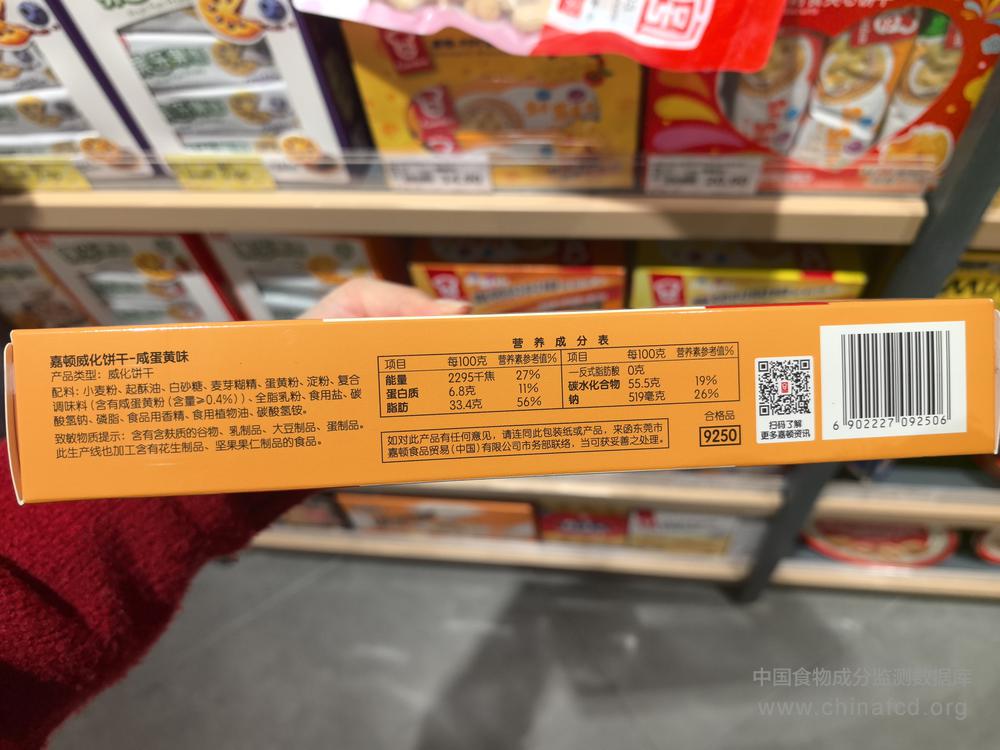 嘉顿威化饼干-咸蛋黄味
产品类型：威化饼干
配料：小麦粉、起酥油、白砂糖、麦芽糊精、蛋黄粉、淀粉、复合
调味料（含有咸蛋黄粉（含量≥0.4%））、全脂乳粉、食用盐、碳
酸氢钠、磷脂、食品用香精、食用植物油、碳酸氢铵。
致敏物质提示：含有含麸质的谷物、乳制品、大豆制品、蛋制品。
此生产线也加工含有花生制品、坚果果仁制品的食品。
营养成分表
项目 每100克 营养素参考值% 项目 每100克 营养素参考值%
能量 2295千焦 27% —反式脂肪酸 0克
蛋白质 6.8克 11% 碳水化合物 55.5克 19%
脂肪 33.4克 56% 钠 519毫克 26%
如对此产品有任何意见，请连同此包装纸或产品，来函东莞市
嘉顿食品贸易（中国）有限公司市务部联络，当可获妥善之处理。
合格品
9250
扫码了解
更多嘉顿资讯
6 902227 092506
中国食物成分监测数据库
www.chinafcd.org